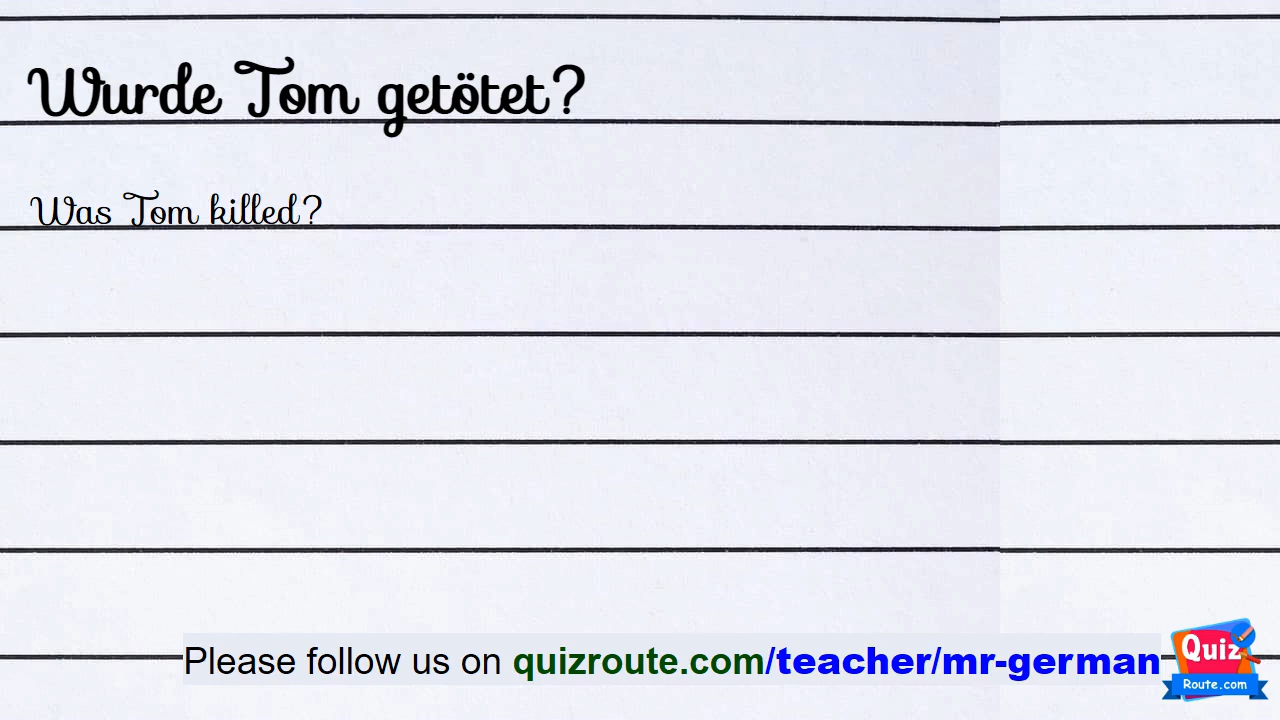 Wurde Tom getötet?
Was Tom killed?
Please follow us on quizroute.com/teacher/mr-german
Quiz
Route.com